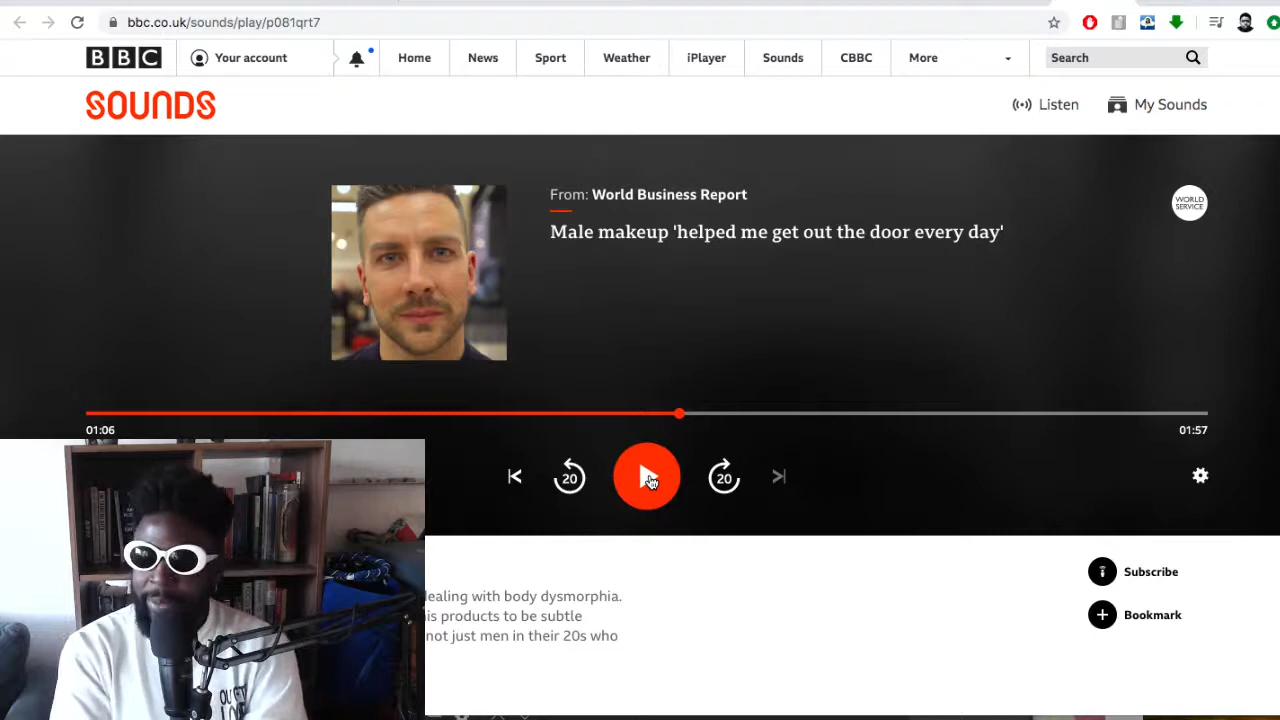 bbc.co.uk/sounds/play/p081qrt7
BBC Your account Home News Sport Weather iPlayer Sounds CBBC More Search
SOUNDS Listen My Sounds
From: World Business Report
WORLD SERVICE
Male makeup 'helped me get out the door every day'
01:06 01:57
20 20
ealing with body dysmorphia.
is products to be subtle
not just men in their 20s who
Subscribe
Bookmark